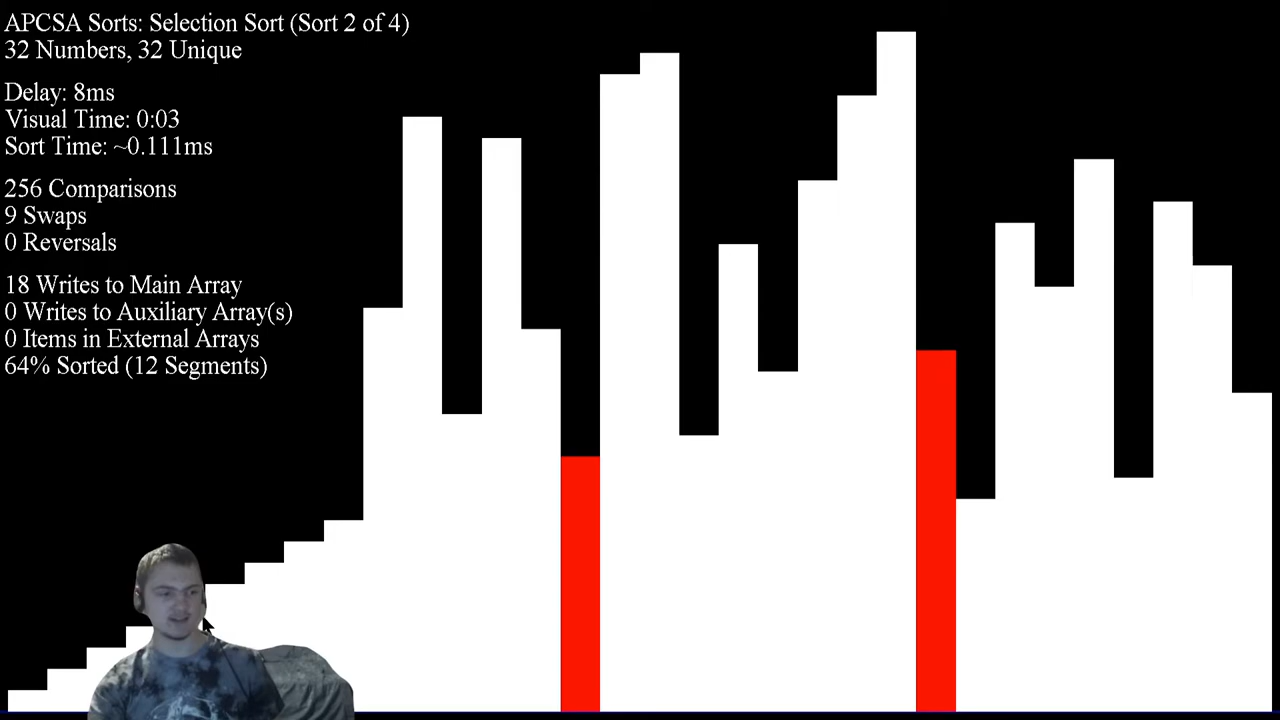 APCSA Sorts: Selection Sort (Sort 2 of 4)
32 Numbers, 32 Unique
Delay: 8ms
Visual Time: 0:03
Sort Time: ~0.111ms
256 Comparisons
9 Swaps
0 Reversals
18 Writes to Main Array
0 Writes to Auxiliary Array(s)
0 Items in External Arrays
64% Sorted (12 Segments)